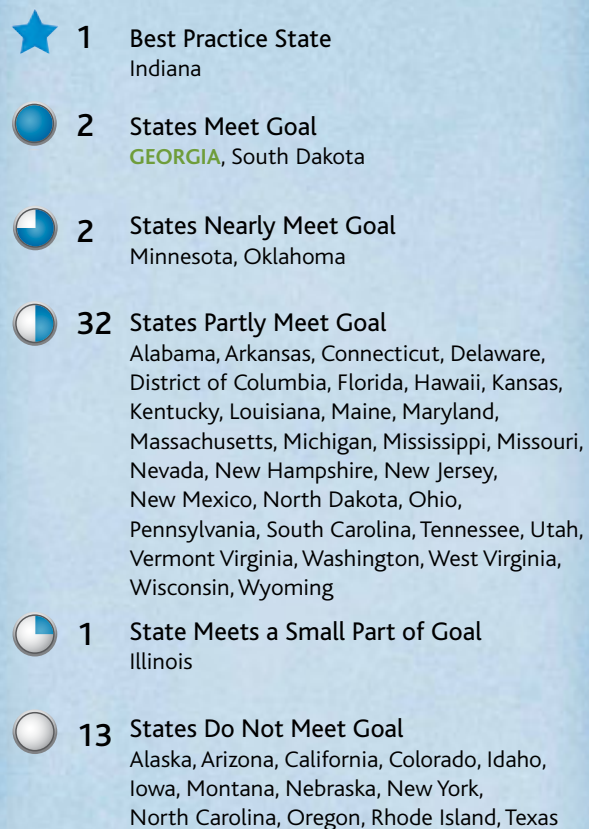 1 Best Practice State
Indiana
2 States Meet Goal
GEORGIA, South Dakota
2 States Nearly Meet Goal
Minnesota, Oklahoma
32 States Partly Meet Goal
Alabama, Arkansas, Connecticut, Delaware,
District of Columbia, Florida, Hawaii, Kansas,
Kentucky, Louisiana, Maine, Maryland,
Massachusetts, Michigan, Mississippi, Missouri,
Nevada, New Hampshire, New Jersey,
New Mexico, North Dakota, Ohio,
Pennsylvania, South Carolina, Tennessee, Utah,
Vermont Virginia, Washington, West Virginia,
Wisconsin, Wyoming
1 State Meets a Small Part of Goal
Illinois
13 States Do Not Meet Goal
Alaska, Arizona, California, Colorado, Idaho,
Iowa, Montana, Nebraska, New York,
North Carolina, Oregon, Rhode Island, Texas